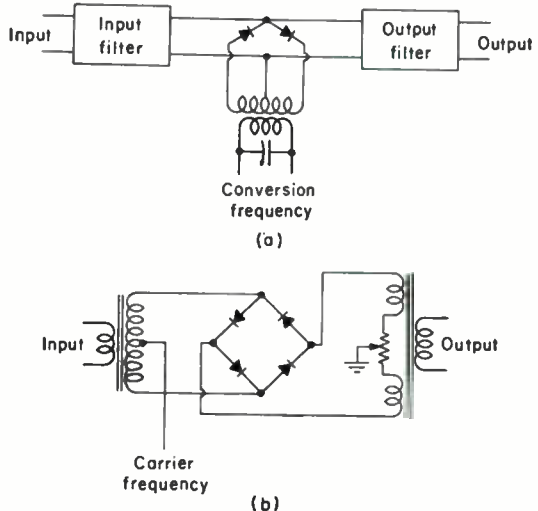 Input
Input
filter
Output
filter
Output
Conversion
frequency
(a)
Input
Output
Carrier
frequency
(b)